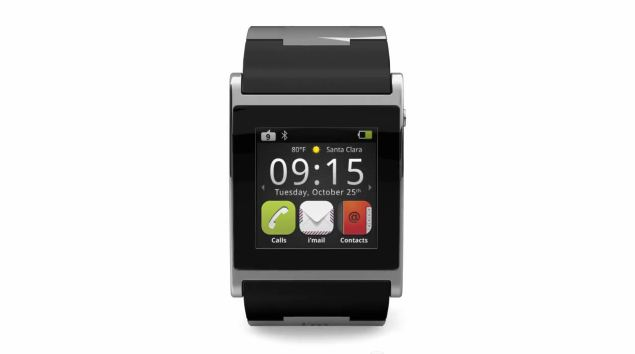 9
80°F Santa Clara
09:15
Tuesday, October 25th
Calls i'mail Contacts